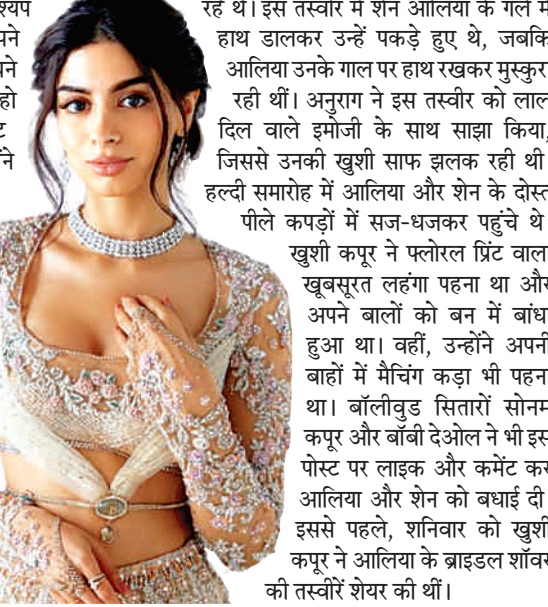 रहे थे। इस तस्वीर में शेन आलिया के गले में
हाथ डालकर उन्हें पकड़े हुए थे, जबकि
आलिया उनके गाल पर हाथ रखकर मुस्कुरा
रही थीं। अनुराग ने इस तस्वीर को लाल
दिल वाले इमोजी के साथ साझा किया,
जिससे उनकी खुशी साफ झलक रही थी
हल्दी समारोह में आलिया और शेन के दोस्त
पीले कपड़ों में सज-धजकर पहुंचे थे
खुशी कपूर ने फ्लोरल प्रिंट वाला
खूबसूरत लहंगा पहना था और
अपने बालों को बन में बांधा
हुआ था। वहीं, उन्होंने अपनी
बाहों में मैचिंग कड़ा भी पहना
था। बॉलीवुड सितारों सोनम
कपूर और बॉबी देओल ने भी इस
पोस्ट पर लाइक और कमेंट कर
आलिया और शेन को बधाई दी
इससे पहले, शनिवार को खुशी
कपूर ने आलिया के ब्राइडल शॉवर
की तस्वीरें शेयर की थीं।